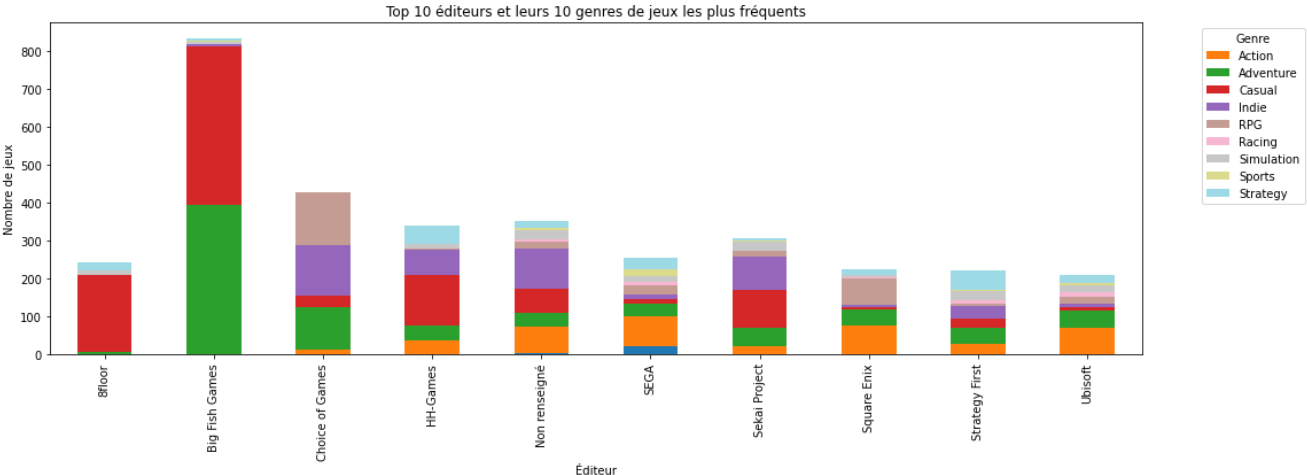 Top 10 éditeurs et leurs 10 genres de jeux les plus fréquents
Nombre de jeux
800
700
600
500
400
300
200
100
0
8floor
Big Fish Games
Choice of Games
HH-Games
Non renseigné
SEGA
Sekai Project
Square Enix
Strategy First
Ubisoft
Éditeur
Genre
Action
Adventure
Casual
Indie
RPG
Racing
Simulation
Sports
Strategy